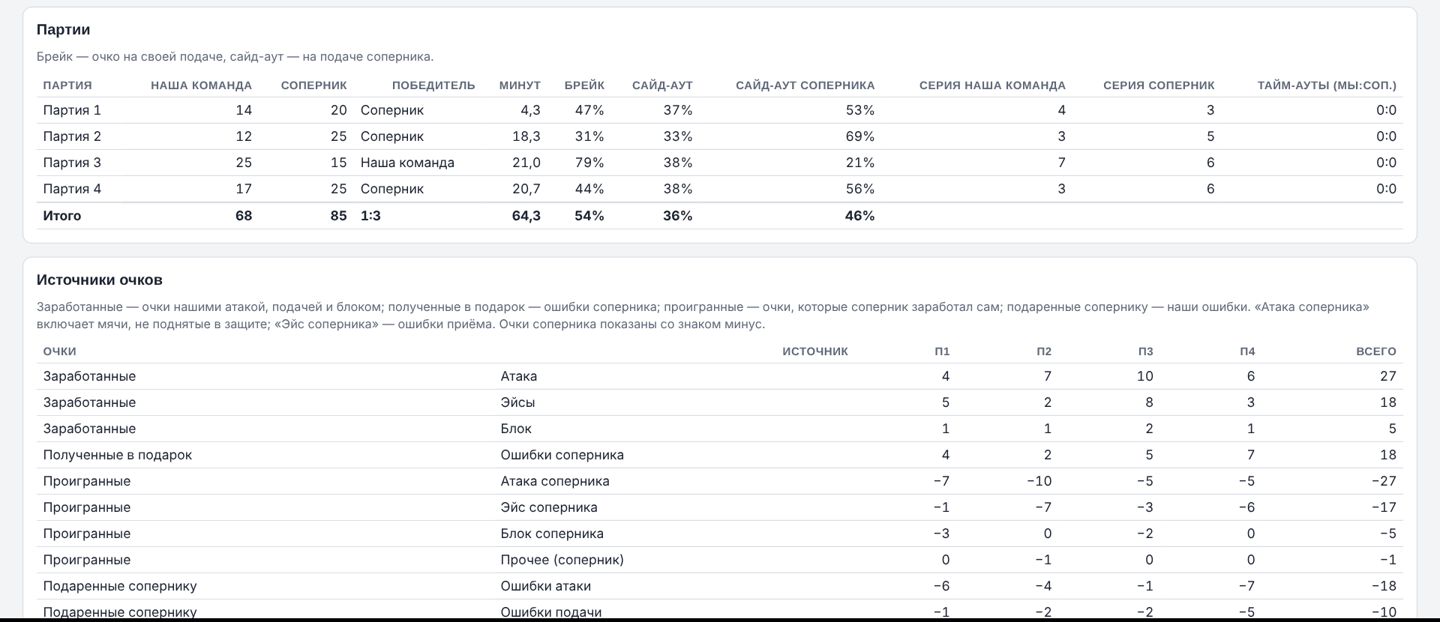 Партии
Брейк — очко на своей подаче, сайд-аут — на подаче соперника.
ПАРТИЯ НАША КОМАНДА СОПЕРНИК ПОБЕДИТЕЛЬ МИНУТ БРЕЙК САЙД-АУТ САЙД-АУТ СОПЕРНИКА СЕРИЯ НАША КОМАНДА СЕРИЯ СОПЕРНИК ТАЙМ-АУТЫ (МЫ:СОП.)
Партия 1 14 20 Соперник 4,3 47% 37% 53% 4 3 0:0
Партия 2 12 25 Соперник 18,3 31% 33% 69% 3 5 0:0
Партия 3 25 15 Наша команда 21,0 79% 38% 21% 7 6 0:0
Партия 4 17 25 Соперник 20,7 44% 38% 56% 3 6 0:0
Итого 68 85 1:3 64,3 54% 36% 46%
Источники очков
Заработанные — очки нашими атакой, подачей и блоком; полученные в подарок — ошибки соперника; проигранные — очки, которые соперник заработал сам; подаренные сопернику — наши ошибки. «Атака соперника»
включает мячи, не поднятые в защите; «Эйс соперника» — ошибки приёма. Очки соперника показаны со знаком минус.
ОЧКИ ИСТОЧНИК П1 П2 П3 П4 ВСЕГО
Заработанные Атака 4 7 10 6 27
Заработанные Эйсы 5 2 8 3 18
Заработанные Блок 1 1 2 1 5
Полученные в подарок Ошибки соперника 4 2 5 7 18
Проигранные Атака соперника −7 −10 −5 −5 −27
Проигранные Эйс соперника −1 −7 −3 −6 −17
Проигранные Блок соперника −3 0 −2 0 −5
Проигранные Прочее (соперник) 0 −1 0 0 −1
Подаренные сопернику Ошибки атаки −6 −4 −1 −7 −18
Подаренные сопернику Ошибки подачи −1 −2 −2 −5 −10